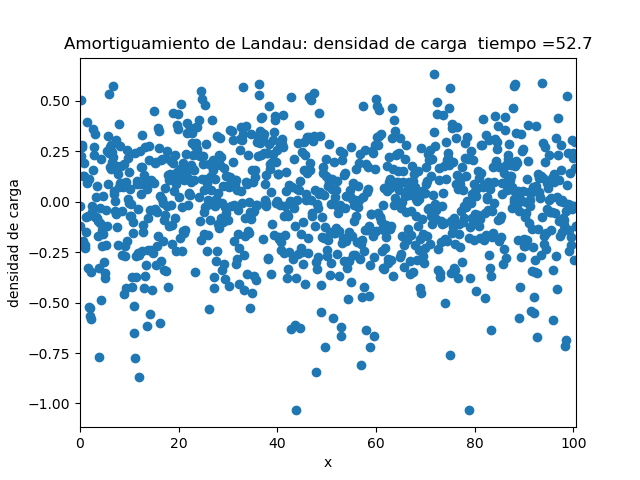 Amortiguamiento de Landau: densidad de carga  tiempo =52.7
densidad de carga
0.50
0.25
0.00
−0.25
−0.50
−0.75
−1.00
0 20 40 60 80 100
x